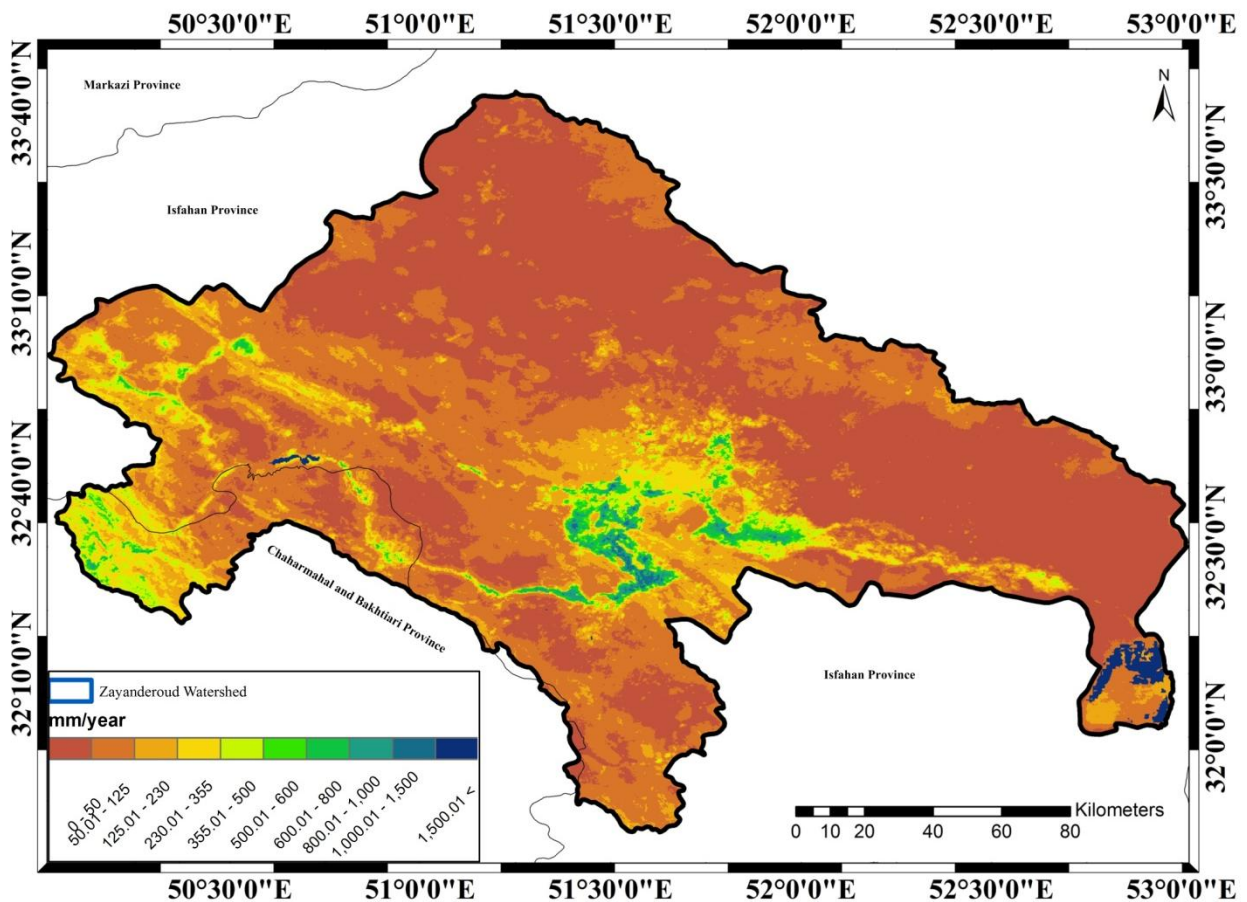 50°30'0"E 51°0'0"E 51°30'0"E 52°0'0"E 52°30'0"E 53°0'0"E
33°40'0"N
33°10'0"N
32°40'0"N
32°10'0"N
Markazi Province
N
Isfahan Province
Chaharmahal and Bakhtiari Province
Isfahan Province
33°30'0"N
33°0'0"N
32°30'0"N
32°0'0"N
Zayanderoud Watershed
mm/year
0 - 50
50.01 - 125
125.01 - 230
230.01 - 355
355.01 - 500
500.01 - 600
600.01 - 800
800.01 - 1,000
1,000.01 - 1,500
1,500.01 <
Kilometers
0 10 20 40 60 80
50°30'0"E 51°0'0"E 51°30'0"E 52°0'0"E 52°30'0"E 53°0'0"E